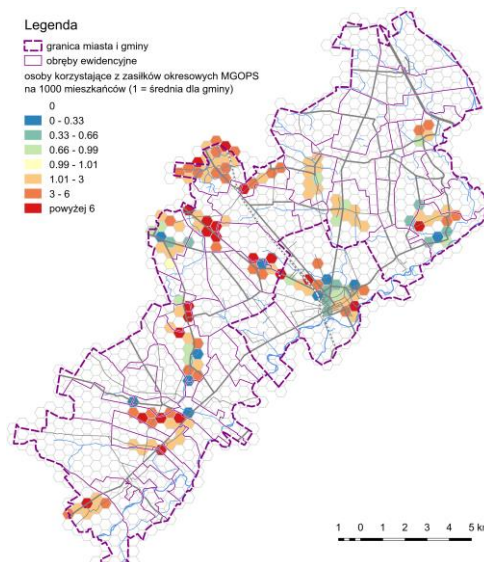 Legenda
granica miasta i gminy
obręby ewidencyjne
osoby korzystające z zasiłków okresowych MGOPS
na 1000 mieszkańców (1 = średnia dla gminy)
0
0 - 0.33
0.33 - 0.66
0.66 - 0.99
0.99 - 1.01
1.01 - 3
3 - 6
powyżej 6
1 0 1 2 3 4 5 km